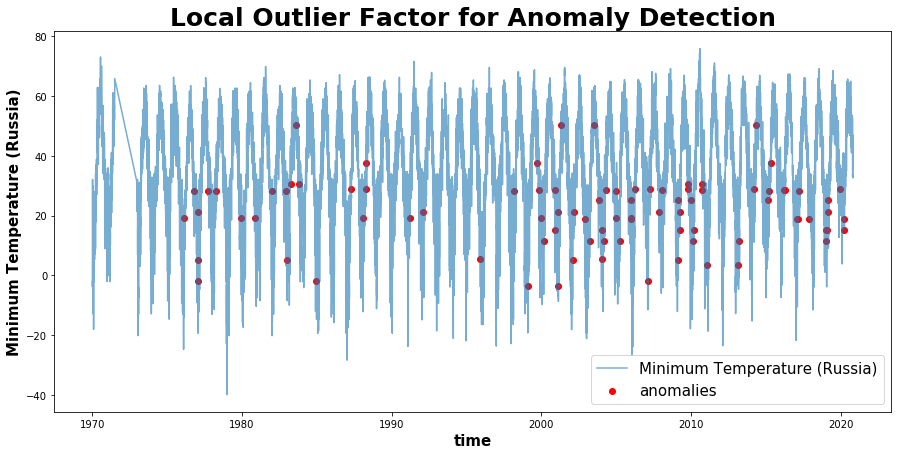 Local Outlier Factor for Anomaly Detection
Minimum Temperature (Russia)
80
60
40
20
0
−20
−40
1970
1980
1990
2000
2010
2020
time
Minimum Temperature (Russia)
anomalies